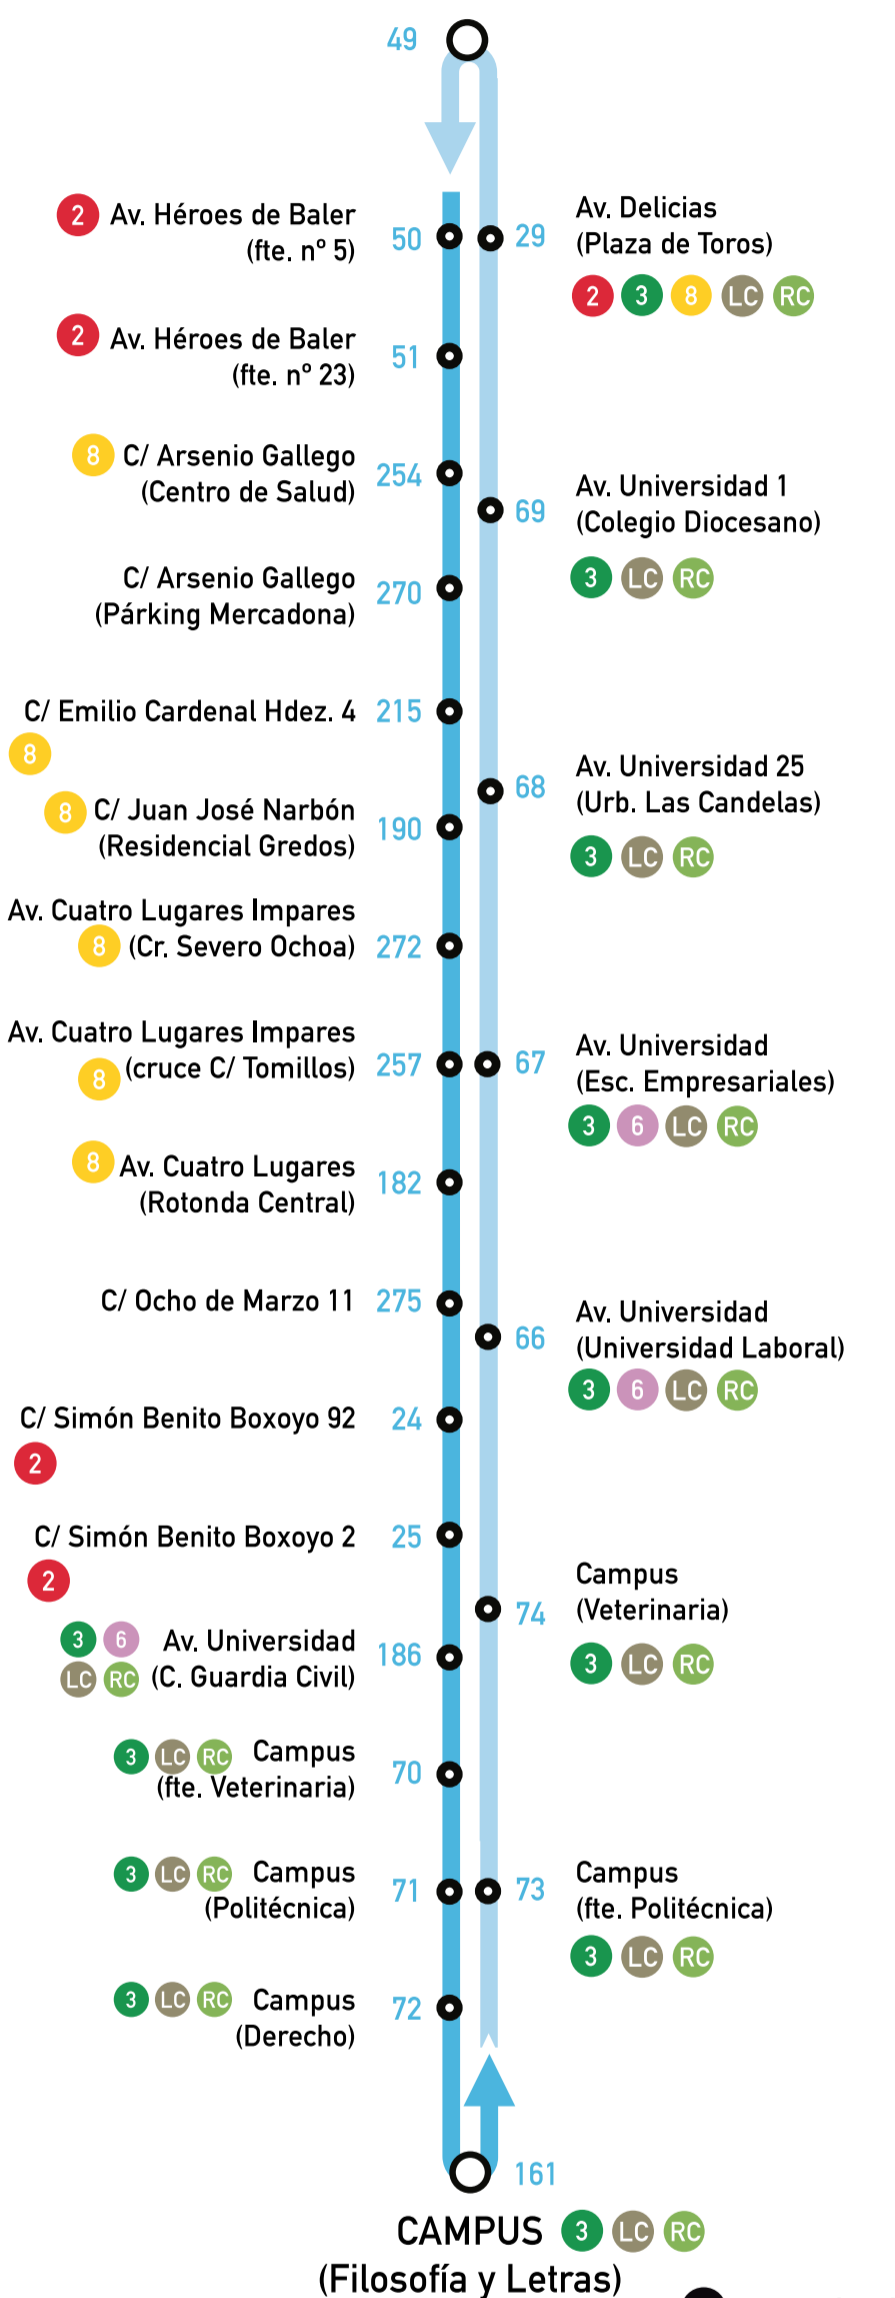 49
2 Av. Héroes de Baler
(fte. nº 5)
50
29
Av. Delicias
(Plaza de Toros)
2 3 8 LC RC
2 Av. Héroes de Baler
(fte. nº 23)
51
8 C/ Arsenio Gallego
(Centro de Salud)
254
69
Av. Universidad 1
(Colegio Diocesano)
3 LC RC
C/ Arsenio Gallego
(Párking Mercadona)
270
C/ Emilio Cardenal Hdez. 4
8
215
68
Av. Universidad 25
(Urb. Las Candelas)
3 LC RC
8 C/ Juan José Narbón
(Residencial Gredos)
190
Av. Cuatro Lugares Impares
8 (Cr. Severo Ochoa)
272
Av. Cuatro Lugares Impares
8 (cruce C/ Tomillos)
257
67
Av. Universidad
(Esc. Empresariales)
3 6 LC RC
8 Av. Cuatro Lugares
(Rotonda Central)
182
C/ Ocho de Marzo 11
275
66
Av. Universidad
(Universidad Laboral)
3 6 LC RC
C/ Simón Benito Boxoyo 92
2
24
C/ Simón Benito Boxoyo 2
2
25
74
Campus
(Veterinaria)
3 LC RC
3 6 Av. Universidad
LC RC (C. Guardia Civil)
186
3 LC RC Campus
(fte. Veterinaria)
70
3 LC RC Campus
(Politécnica)
71
73
Campus
(fte. Politécnica)
3 LC RC
3 LC RC Campus
(Derecho)
72
161
CAMPUS 3 LC RC
(Filosofía y Letras)